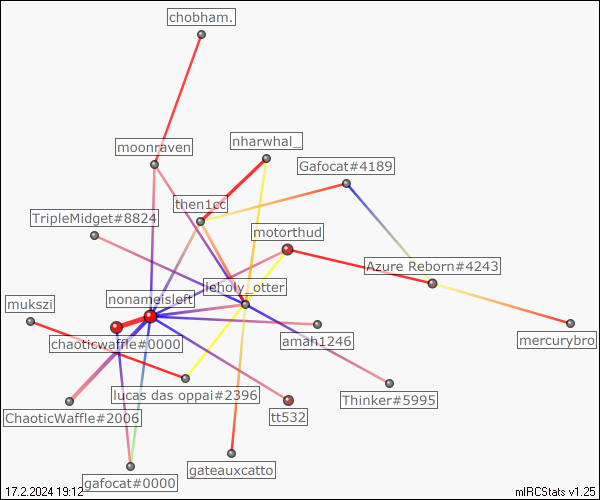 chobham.
moonraven
nharwhal_
Gafocat#4189
then1cc
TripleMidget#8824
motorthud
Azure Reborn#4243
leholy_otter
nonameisleft
mukszi
chaoticwaffle#0000
amah1246
mercurybro
lucas das oppai#2396
Thinker#5995
ChaoticWaffle#2006
tt532
gateauxcatto
gafocat#0000
17.2.2024 19:12
mIRCStats v1.25